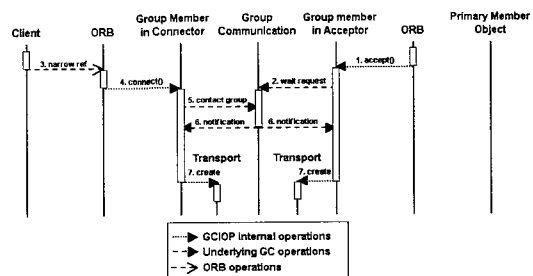 Client
ORB
Group Member
in Connector
Group
Communication
Group member
in Acceptor
ORB
Primary Member
Object
1. accept()
3. narrow ref
2. wait request
4. connect()
5. contact group
6. notification
6. notification
Transport
Transport
7. create
7. create
GCIOP internal operations
Underlying GC operations
ORB operations